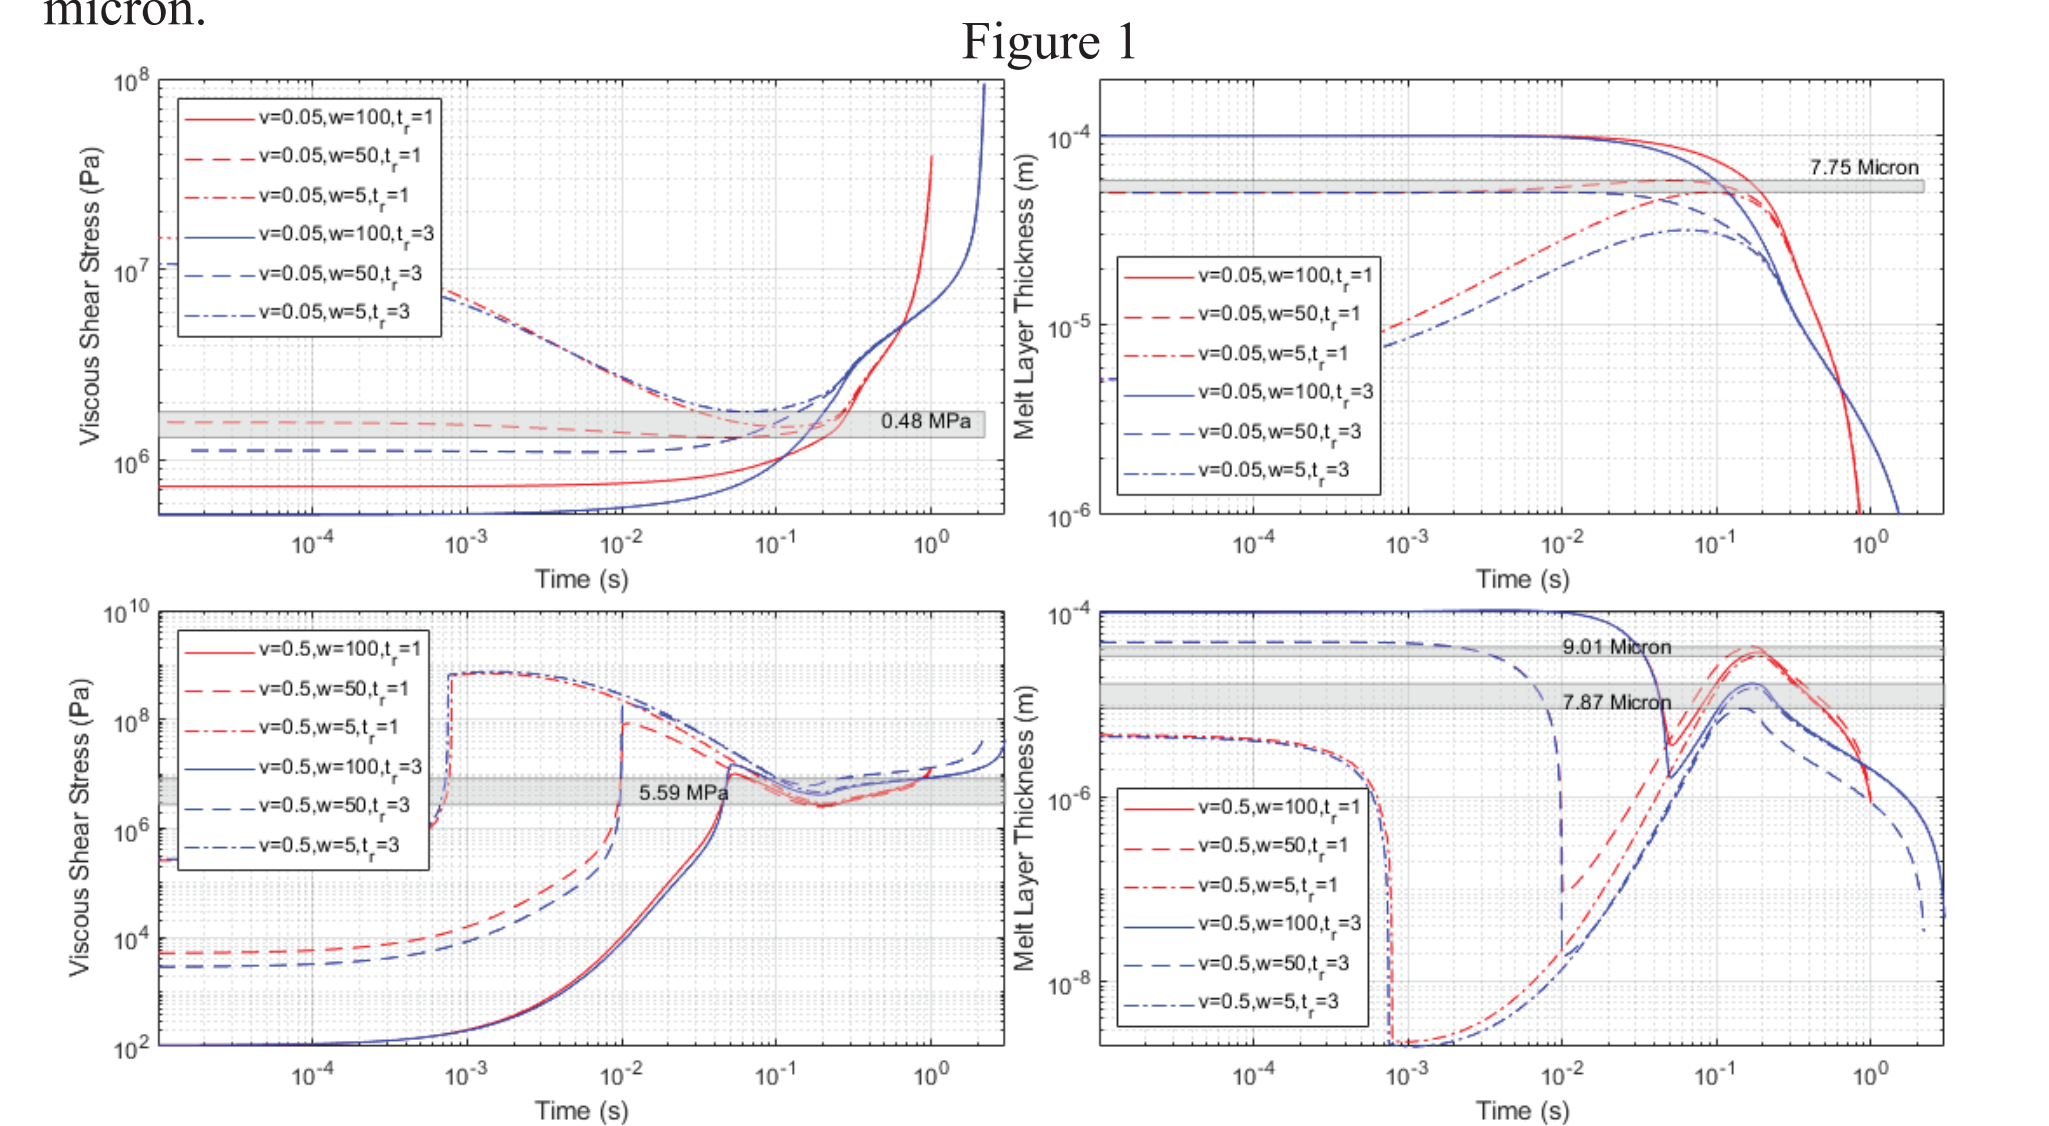 micron.
Figure 1
10^8
10^7
10^6
Viscous Shear Stress (Pa)
v=0.05,w=100,t_r=1
v=0.05,w=50,t_r=1
v=0.05,w=5,t_r=1
v=0.05,w=100,t_r=3
v=0.05,w=50,t_r=3
v=0.05,w=5,t_r=3
0.48 MPa
10^-4 10^-3 10^-2 10^-1 10^0
Time (s)
10^-4
10^-5
10^-6
Melt Layer Thickness (m)
7.75 Micron
v=0.05,w=100,t_r=1
v=0.05,w=50,t_r=1
v=0.05,w=5,t_r=1
v=0.05,w=100,t_r=3
v=0.05,w=50,t_r=3
v=0.05,w=5,t_r=3
10^-4 10^-3 10^-2 10^-1 10^0
Time (s)
10^10
10^8
10^6
10^4
10^2
Viscous Shear Stress (Pa)
v=0.5,w=100,t_r=1
v=0.5,w=50,t_r=1
v=0.5,w=5,t_r=1
v=0.5,w=100,t_r=3
v=0.5,w=50,t_r=3
v=0.5,w=5,t_r=3
5.59 MPa
10^-4 10^-3 10^-2 10^-1 10^0
Time (s)
10^-4
10^-6
10^-8
Melt Layer Thickness (m)
9.01 Micron
7.87 Micron
v=0.5,w=100,t_r=1
v=0.5,w=50,t_r=1
v=0.5,w=5,t_r=1
v=0.5,w=100,t_r=3
v=0.5,w=50,t_r=3
v=0.5,w=5,t_r=3
10^-4 10^-3 10^-2 10^-1 10^0
Time (s)